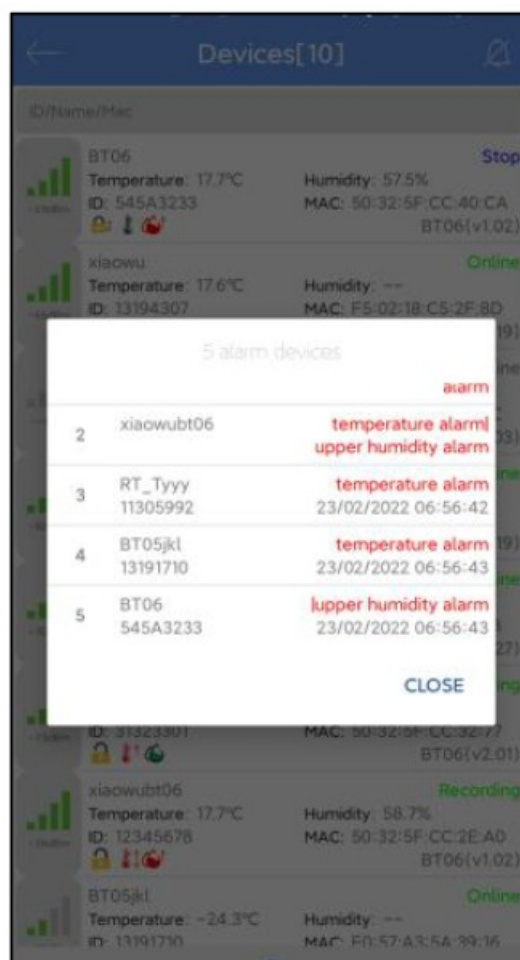 Devices[10]
ID/Name/Mac
BT06 Stop
Temperature: 17.7°C Humidity: 57.5%
ID: 545A3233 MAC: 50:32:5F:CC:40:CA
BT06(v1.02)
xiaowu Online
Temperature: 17.6°C Humidity: --
ID: 13194307 MAC: F5:02:18:C5:2F:8D
5 alarm devices
alarm
2 xiaowubt06 temperature alarm|
upper humidity alarm
3 RT_Tyyy temperature alarm
11305992 23/02/2022 06:56:42
4 BT05jkl temperature alarm
13191710 23/02/2022 06:56:43
5 BT06 |upper humidity alarm
545A3233 23/02/2022 06:56:43
CLOSE
ID: 31323301 MAC: 50:32:5F:CC:32:77
BT06(v2.01)
xiaowubt06 Recording
Temperature: 17.7°C Humidity: 58.7%
ID: 12345678 MAC: 50:32:5F:CC:2E:A0
BT06(v1.02)
BT05jkl Online
Temperature: -24.3°C Humidity: --
ID: 13191710 MAC: F0:57:A3:5A:39:16